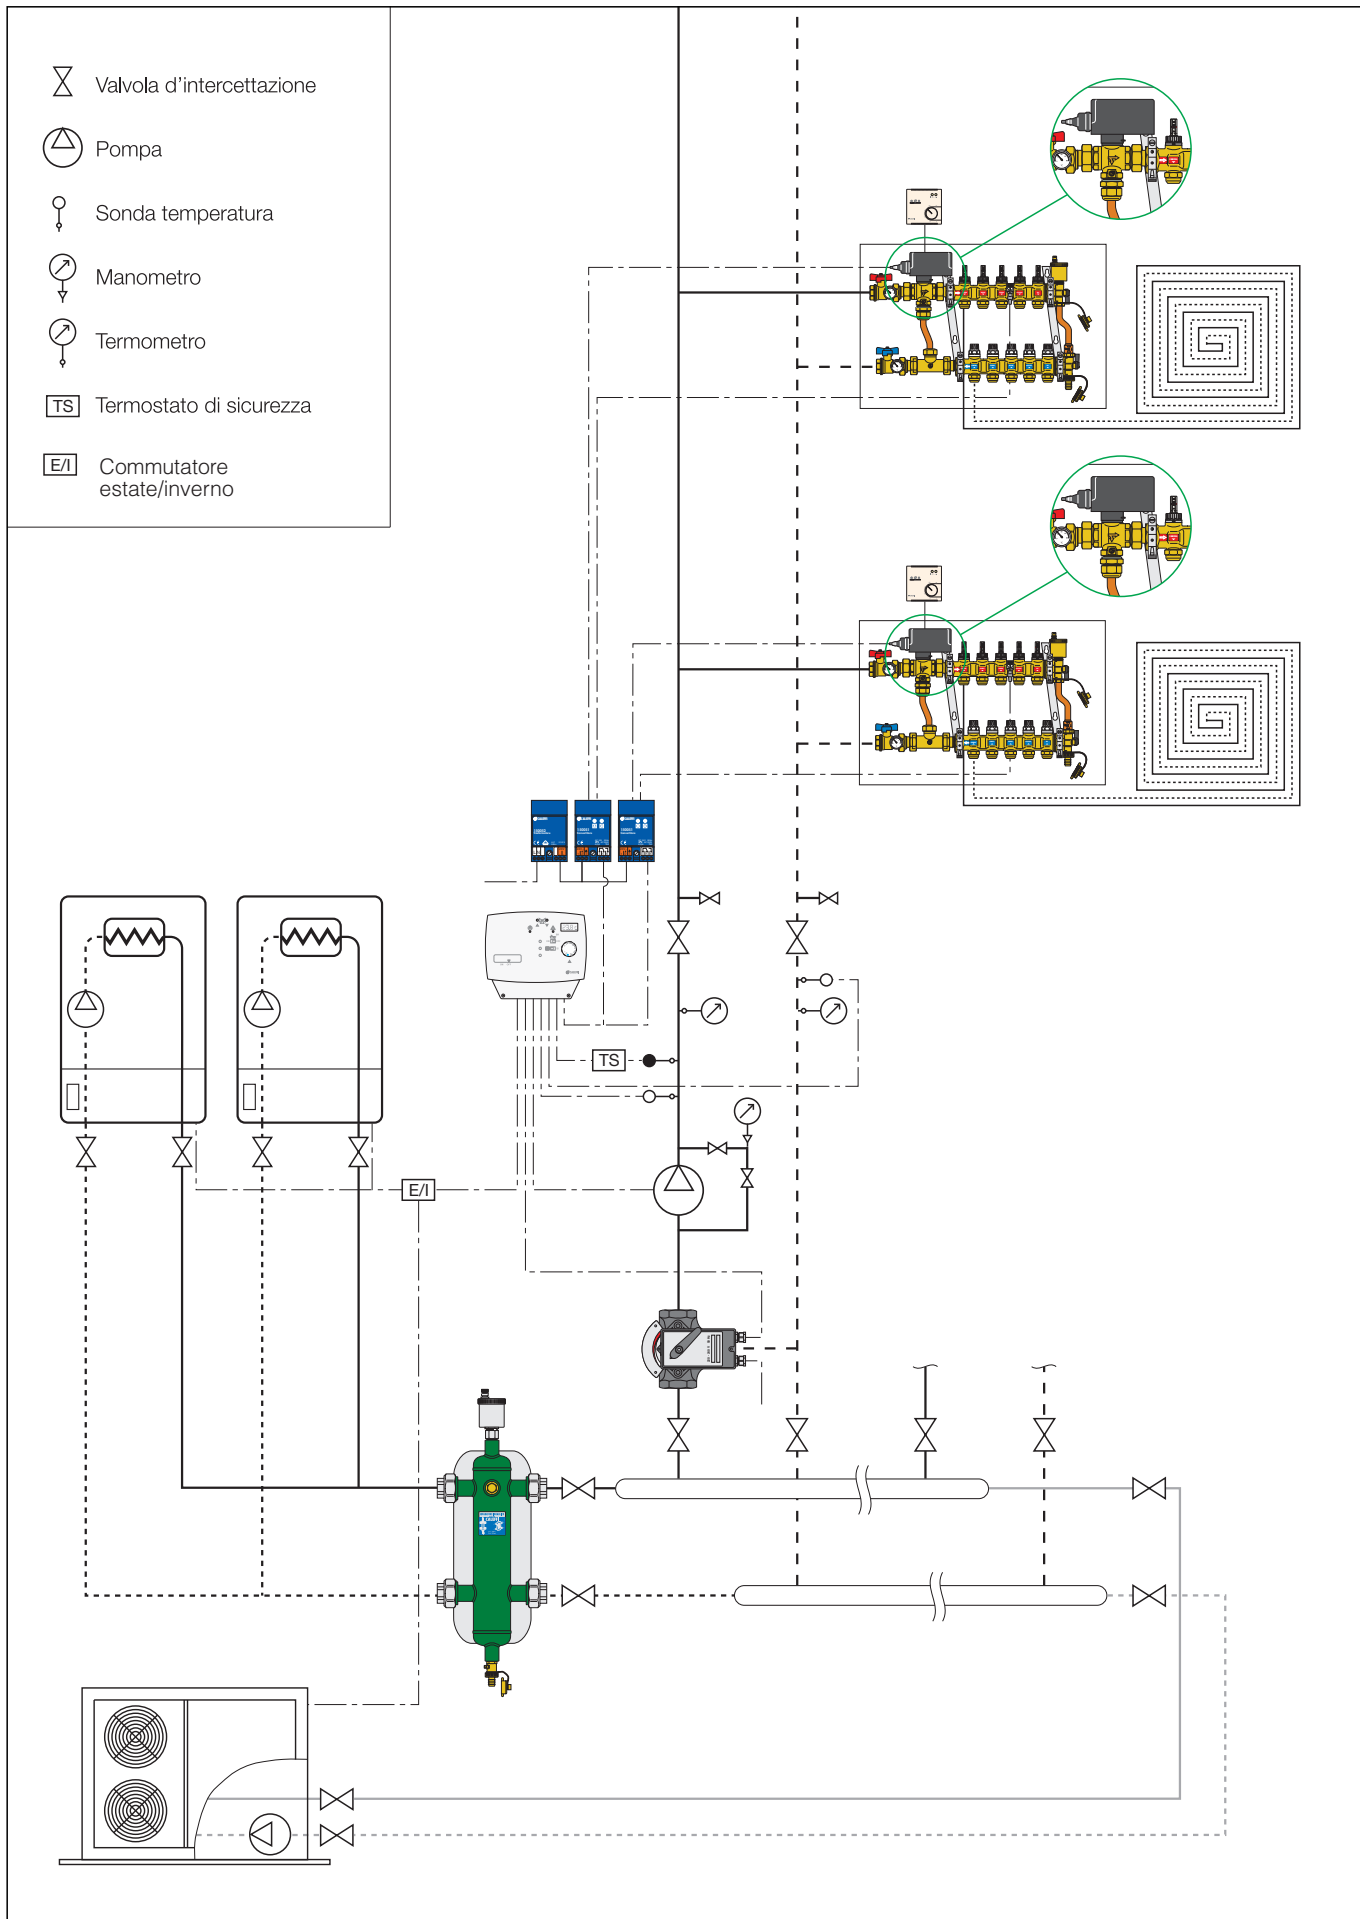 Valvola d'intercettazione
Pompa
Sonda temperatura
Manometro
Termometro
TS Termostato di sicurezza
E/I Commutatore
estate/inverno
TS
E/I